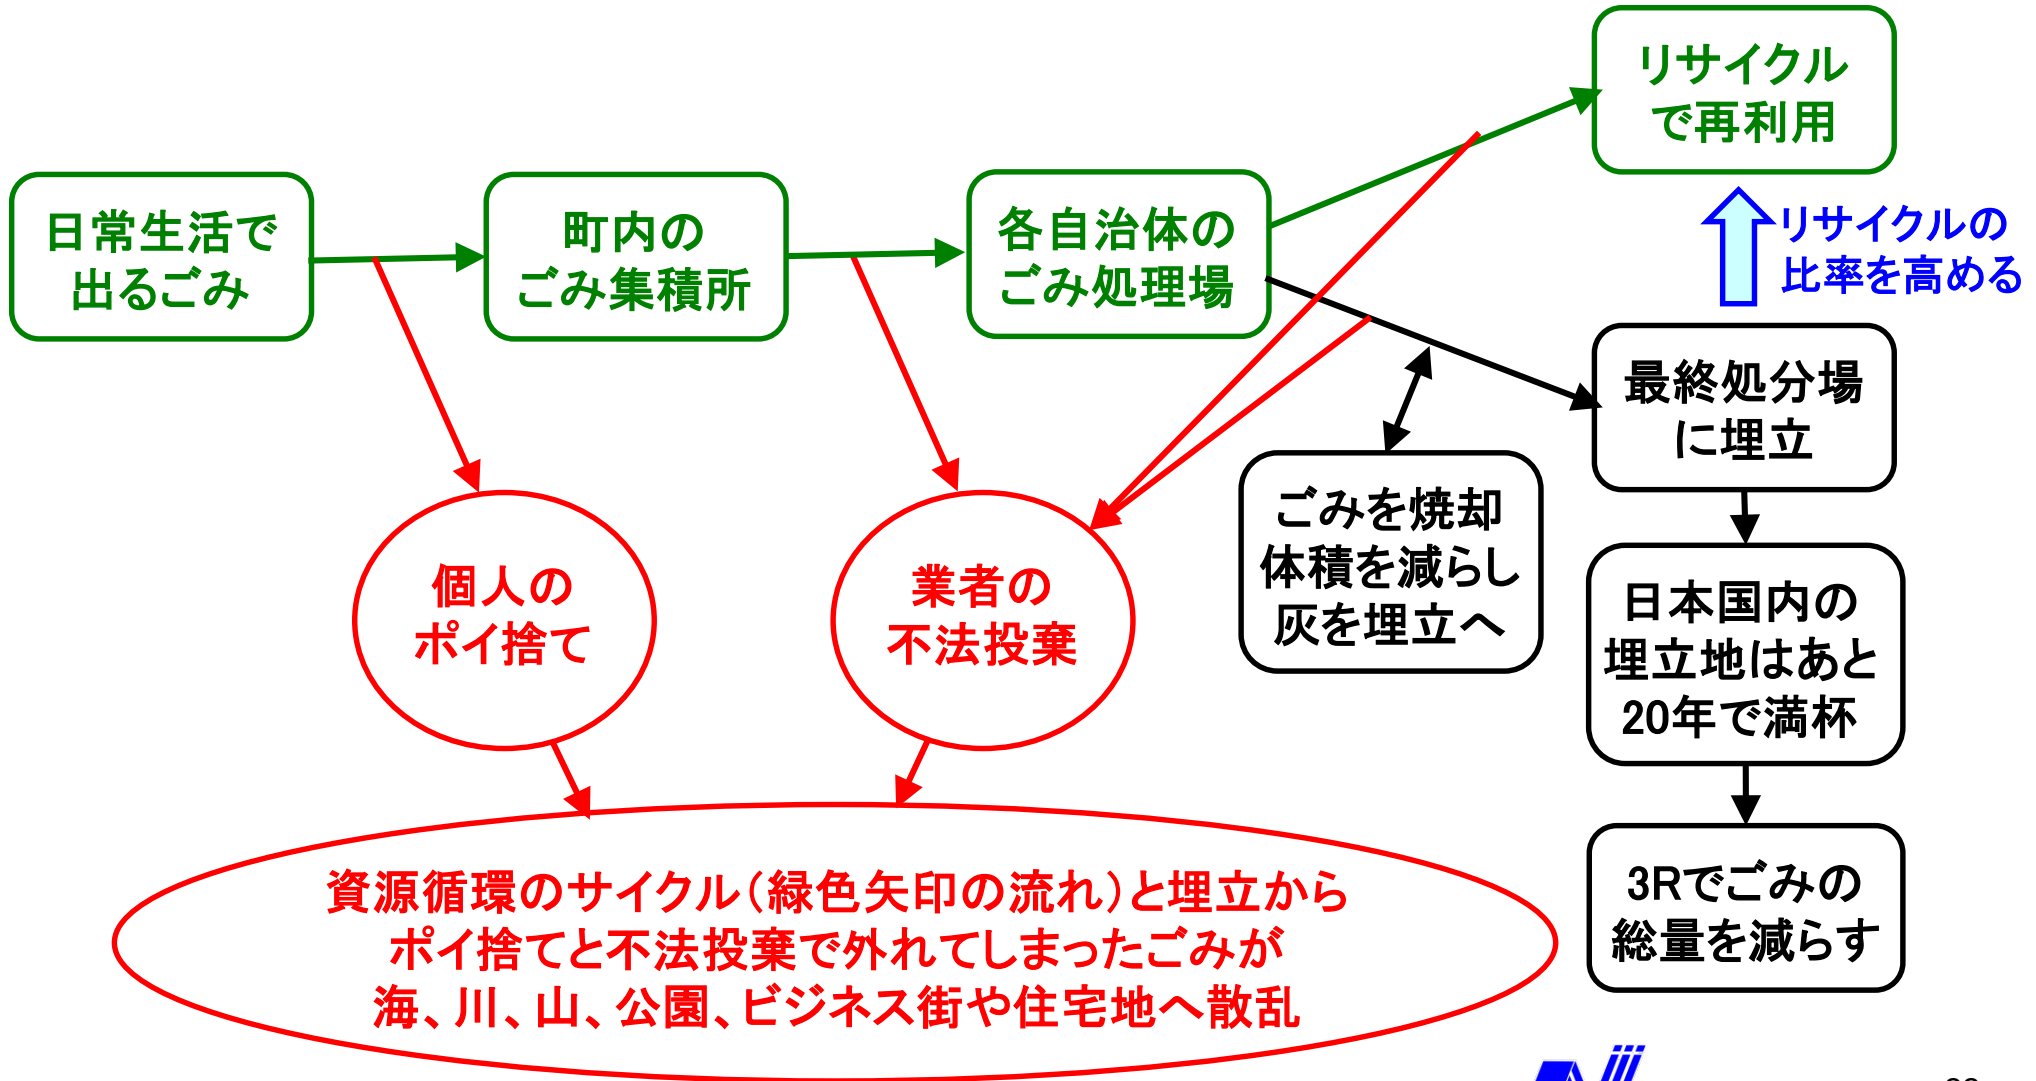 リサイクル
で再利用
日常生活で
出るごみ
町内の
ごみ集積所
各自治体の
ごみ処理場
リサイクルの
比率を高める
最終処分場
に埋立
ごみを焼却
体積を減らし
灰を埋立へ
個人の
ポイ捨て
業者の
不法投棄
日本国内の
埋立地はあと
20年で満杯
3Rでごみの
総量を減らす
資源循環のサイクル（緑色矢印の流れ）と埋立から
ポイ捨てと不法投棄で外れてしまったごみが
海、川、山、公園、ビジネス街や住宅地へ散乱